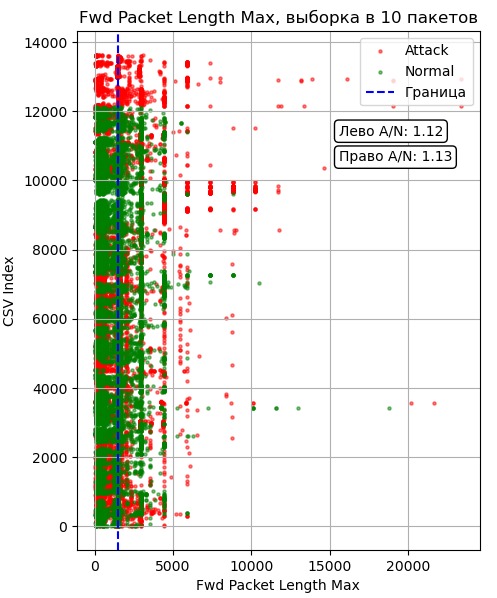 Fwd Packet Length Max, выборка в 10 пакетов
Attack
Normal
Граница
Лево A/N: 1.12
Право A/N: 1.13
14000
12000
10000
8000
6000
4000
2000
0
CSV Index
0
5000
10000
15000
20000
Fwd Packet Length Max